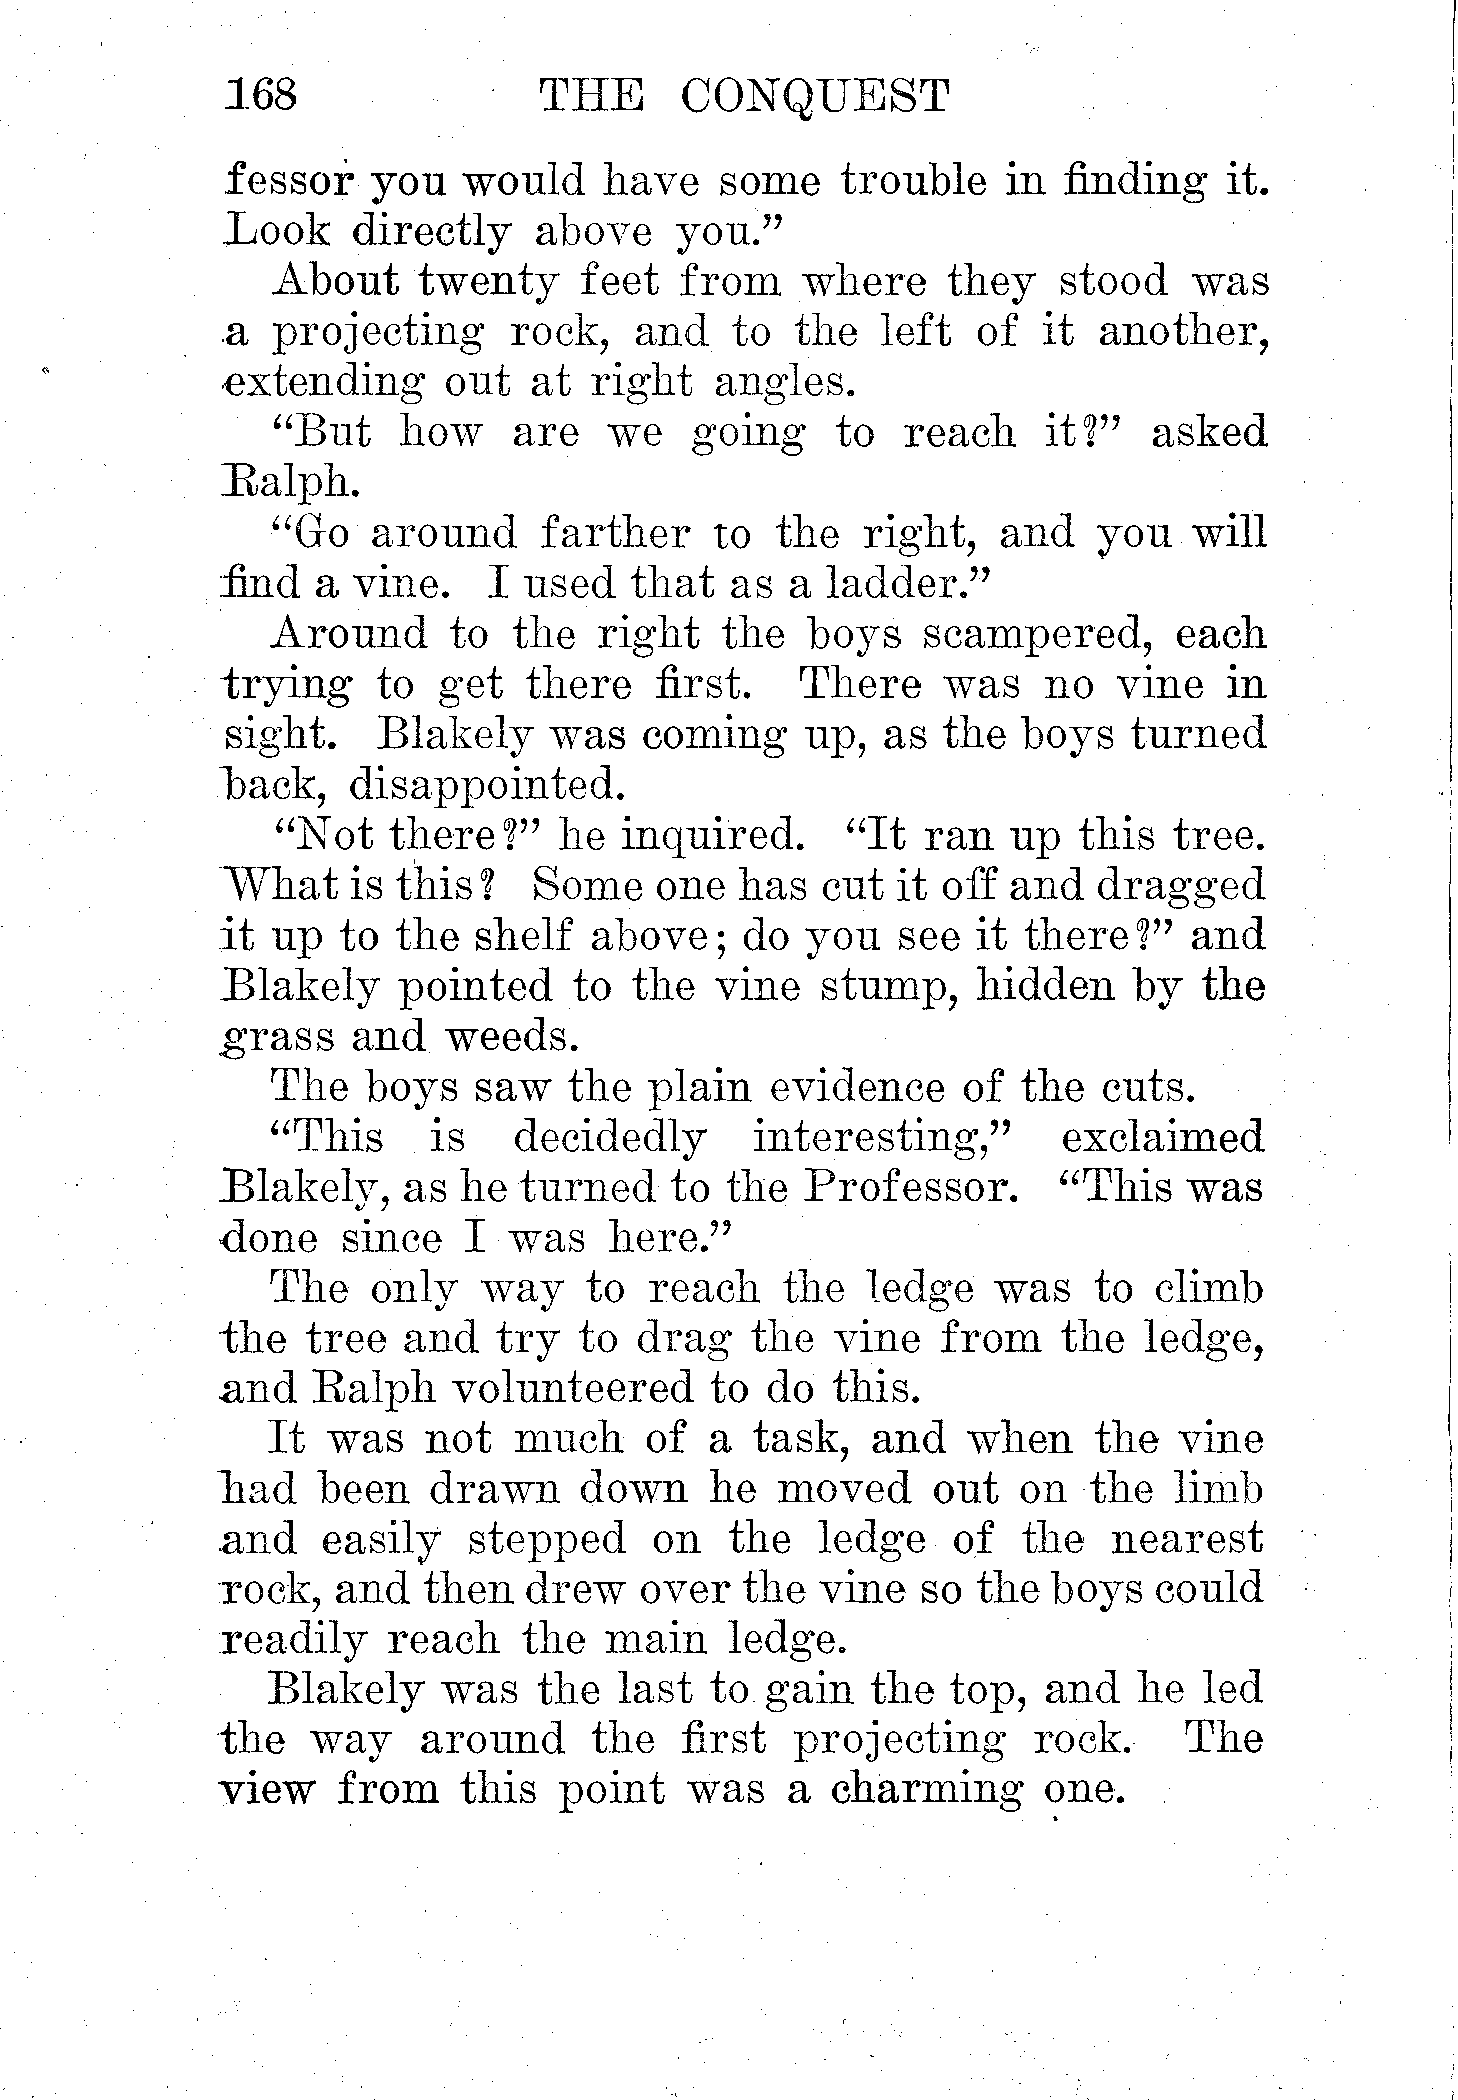 168 THE CONQUEST
fessor you would have some trouble in finding it.
Look directly above you.”
About twenty feet from where they stood was
a projecting rock, and to the left of it another,
extending out at right angles.
“But how are we going to reach it?” asked
Ralph.
“Go around farther to the right, and you will
find a vine. I used that as a ladder.”
Around to the right the boys scampered, each
trying to get there first. There was no vine in
sight. Blakely was coming up, as the boys turned
back, disappointed.
“Not there?” he inquired. “It ran up this tree.
What is this? Some one has cut it off and dragged
it up to the shelf above; do you see it there?” and
Blakely pointed to the vine stump, hidden by the
grass and weeds.
The boys saw the plain evidence of the cuts.
“This is decidedly interesting,” exclaimed
Blakely, as he turned to the Professor. “This was
done since I was here.”
The only way to reach the ledge was to climb
the tree and try to drag the vine from the ledge,
and Ralph volunteered to do this.
It was not much of a task, and when the vine
had been drawn down he moved out on the limb
and easily stepped on the ledge of the nearest
rock, and then drew over the vine so the boys could
readily reach the main ledge.
Blakely was the last to gain the top, and he led
the way around the first projecting rock. The
view from this point was a charming one.